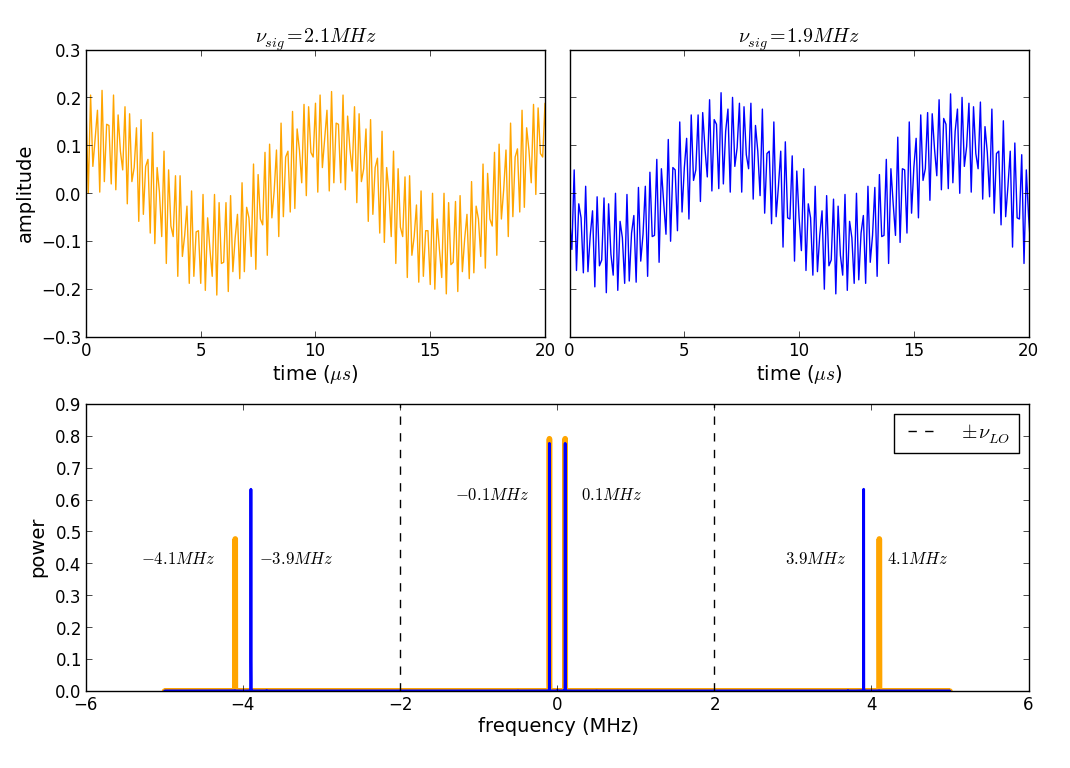 ν_sig=2.1MHz
ν_sig=1.9MHz
0.3
0.2
0.1
0.0
−0.1
−0.2
−0.3
amplitude
0 5 10 15 20
0 5 10 15 20
time (μs)
time (μs)
0.9
0.8
0.7
0.6
0.5
0.4
0.3
0.2
0.1
0.0
power
±ν_LO
−0.1MHz
0.1MHz
−4.1MHz
−3.9MHz
3.9MHz
4.1MHz
−6 −4 −2 0 2 4 6
frequency (MHz)